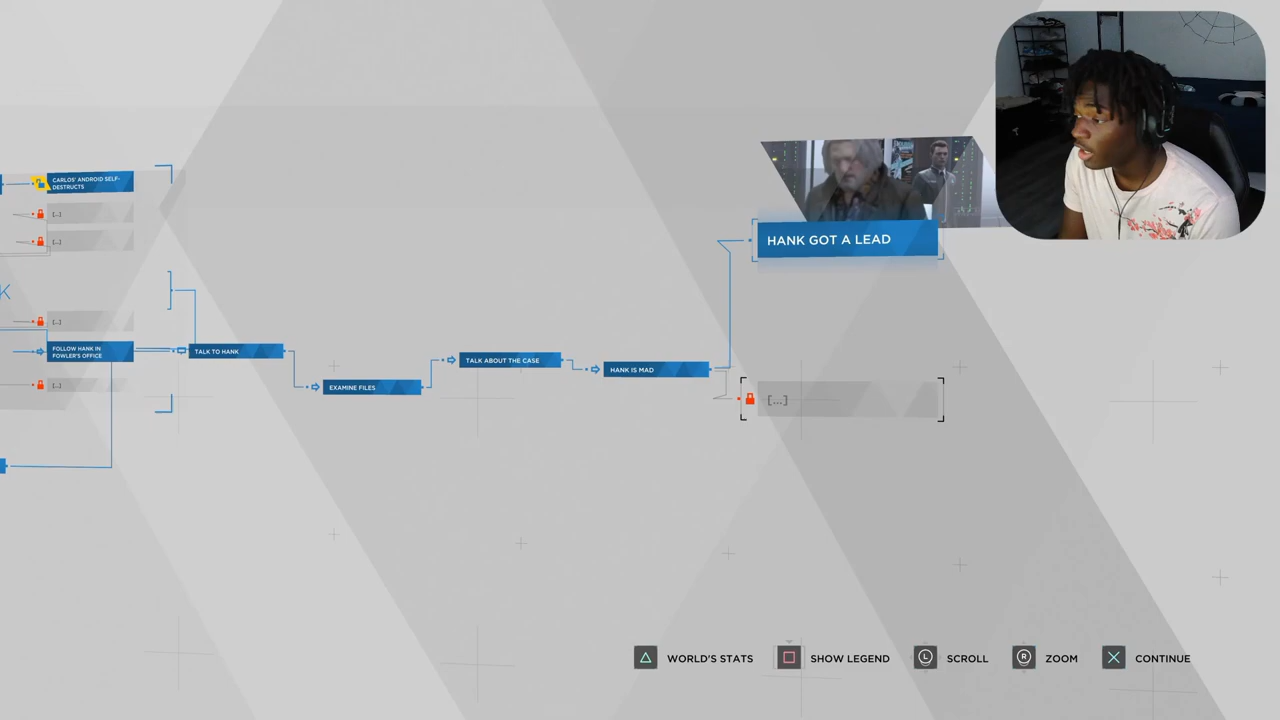 CARLOS' ANDROID SELF-
DESTRUCTS
[...]
[...]
HANK GOT A LEAD
K
[...]
FOLLOW HANK IN
FOWLER'S OFFICE
TALK TO HANK
TALK ABOUT THE CASE
HANK IS MAD
[...]
EXAMINE FILES
[...]
WORLD'S STATS
SHOW LEGEND
L
SCROLL
R
ZOOM
CONTINUE